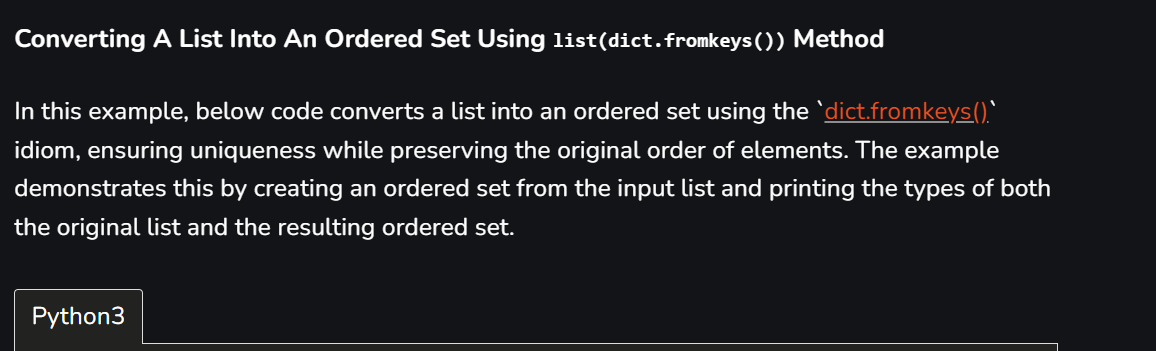 Converting A List Into An Ordered Set Using list(dict.fromkeys()) Method
In this example, below code converts a list into an ordered set using the `dict.fromkeys()`
idiom, ensuring uniqueness while preserving the original order of elements. The example
demonstrates this by creating an ordered set from the input list and printing the types of both
the original list and the resulting ordered set.
Python3